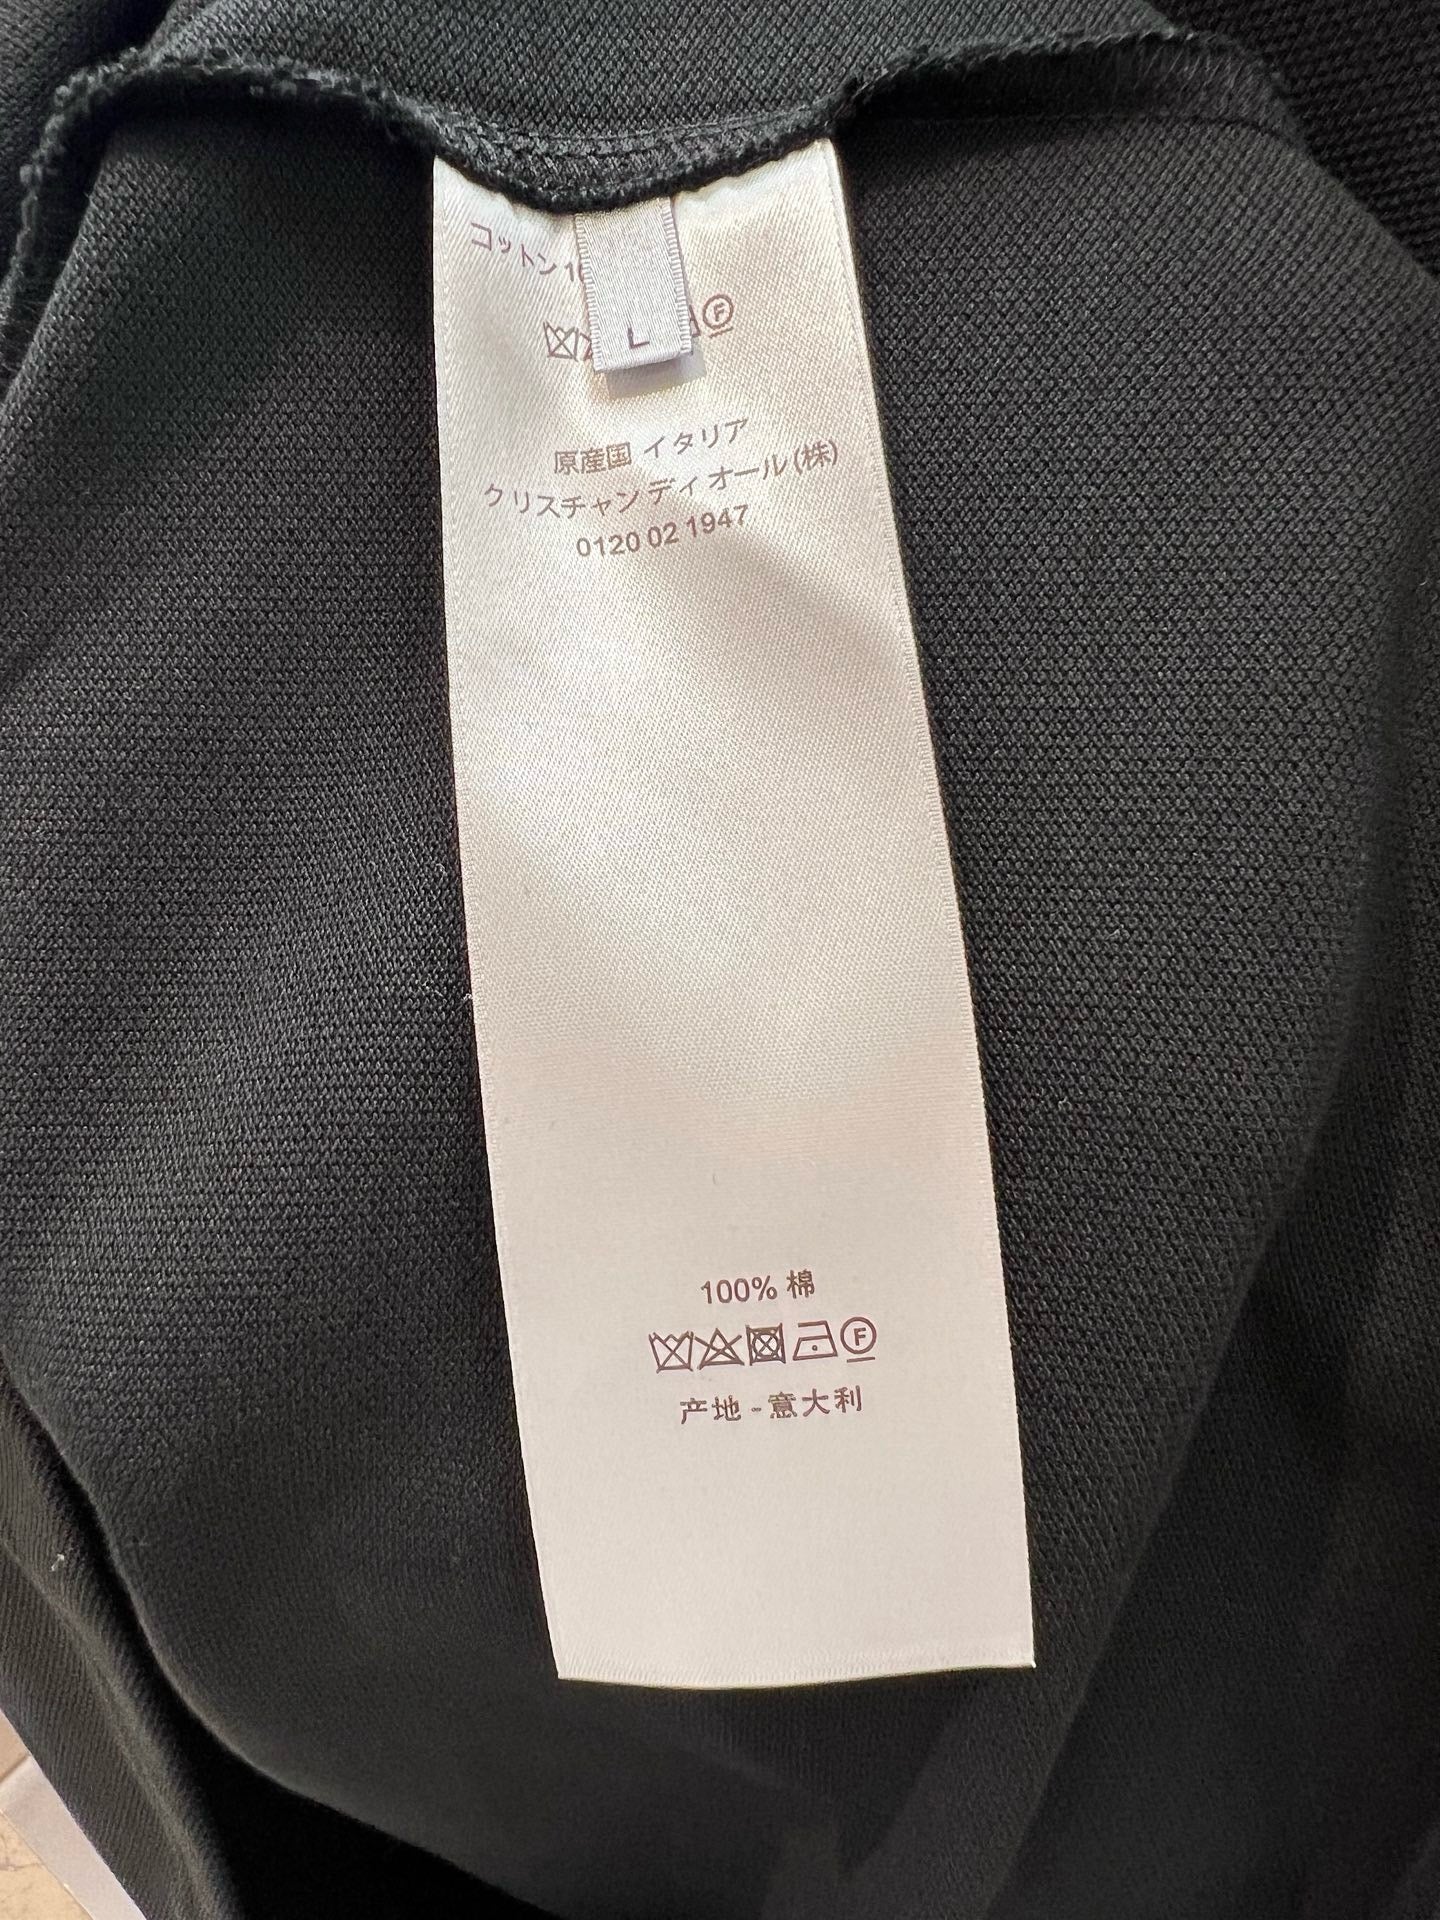 コットン
L
F
原産国 イタリア
クリスチャン ディオール (株)
0120 02 1947
100% 棉
F
产地 - 意大利